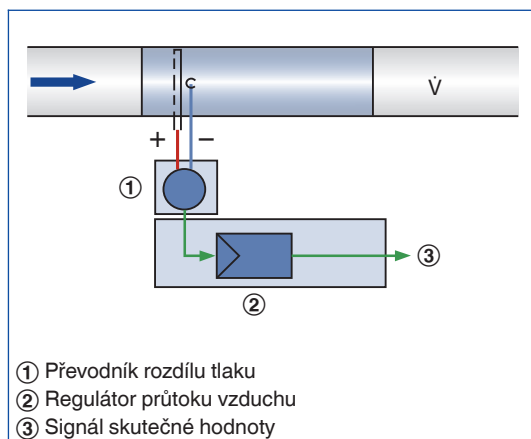 V̇
+ −
①
③
②
① Převodník rozdílu tlaku
② Regulátor průtoku vzduchu
③ Signál skutečné hodnoty